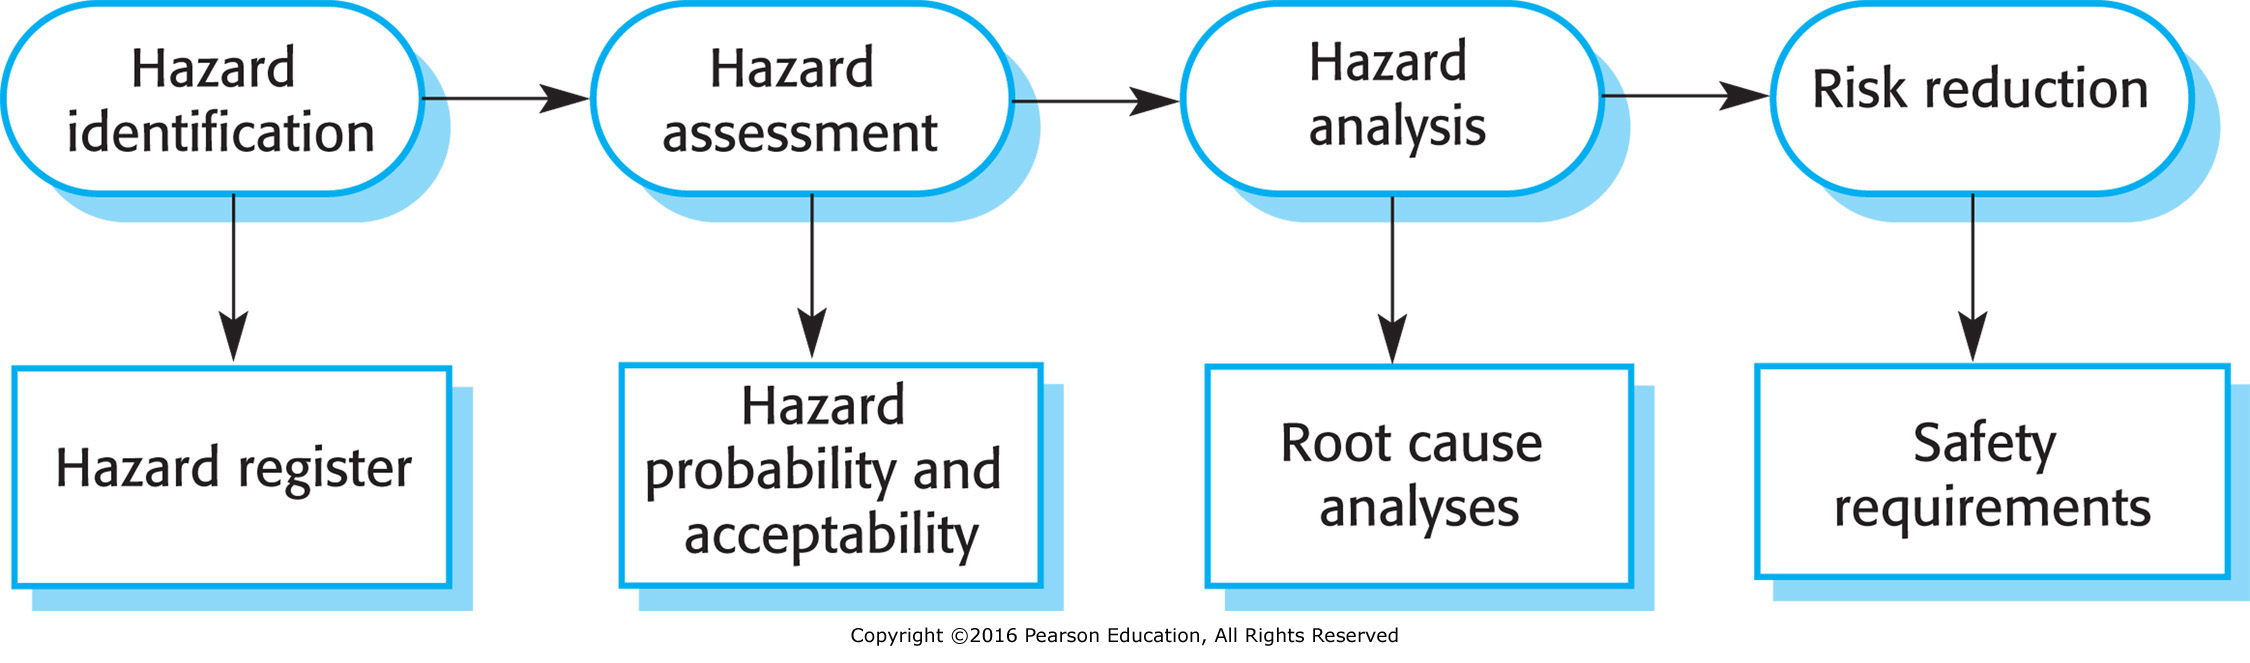 Hazard
identification
Hazard
assessment
Hazard
analysis
Risk reduction
Hazard register
Hazard
probability and
acceptability
Root cause
analyses
Safety
requirements
Copyright ©2016 Pearson Education, All Rights Reserved